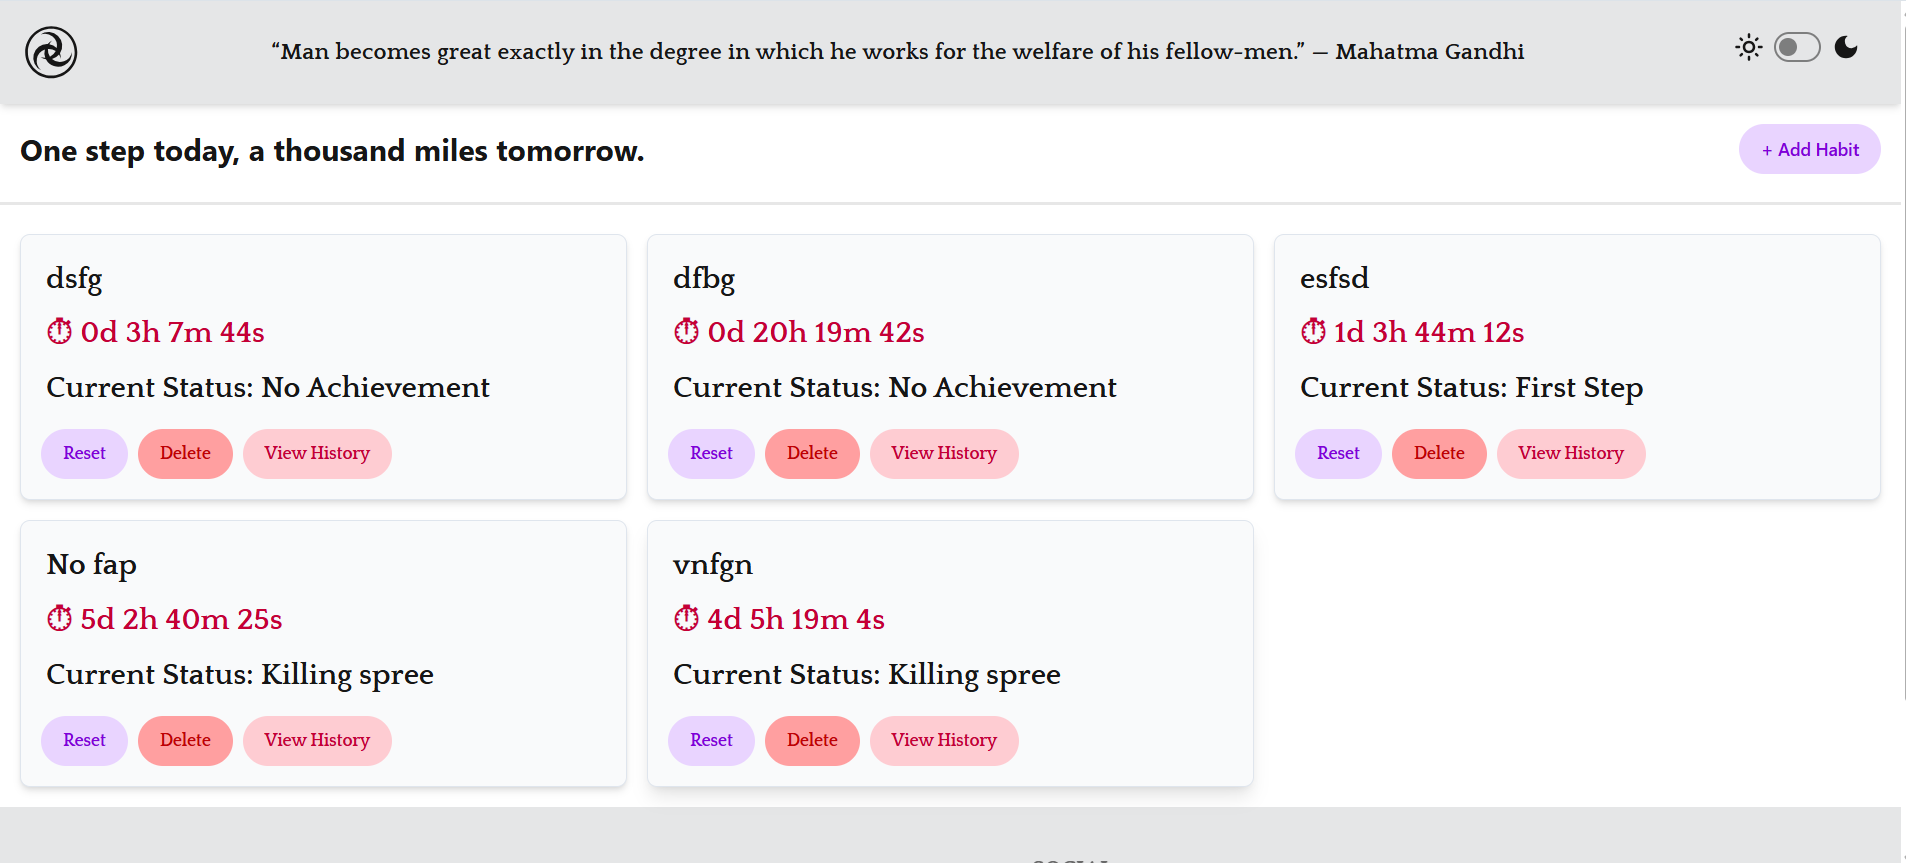 “Man becomes great exactly in the degree in which he works for the welfare of his fellow-men.” — Mahatma Gandhi
One step today, a thousand miles tomorrow.
+ Add Habit
dsfg
0d 3h 7m 44s
Current Status: No Achievement
Reset Delete View History
dfbg
0d 20h 19m 42s
Current Status: No Achievement
Reset Delete View History
esfsd
1d 3h 44m 12s
Current Status: First Step
Reset Delete View History
No fap
5d 2h 40m 25s
Current Status: Killing spree
Reset Delete View History
vnfgn
4d 5h 19m 4s
Current Status: Killing spree
Reset Delete View History